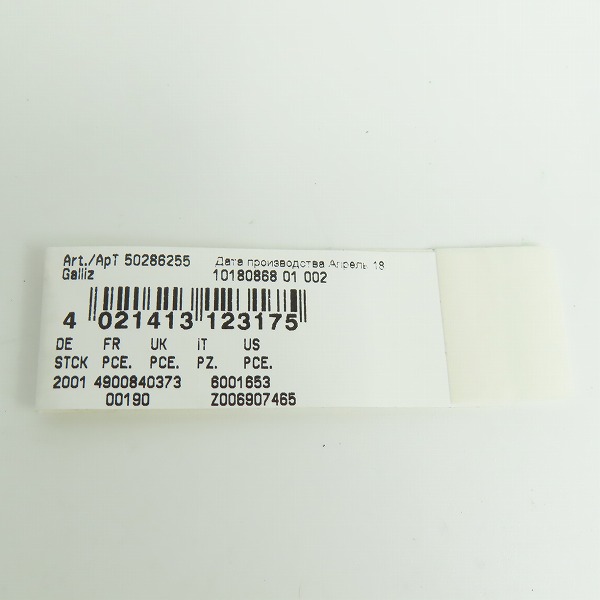 Art./АрТ 50286255 Дата производства Апрель 18
Galliz 10180868 01 002
4 021413 123175
DE FR UK IT US
STCK PCE. PCE. PZ. PCE.
2001 4900840373 6001653
00190 Z006907465